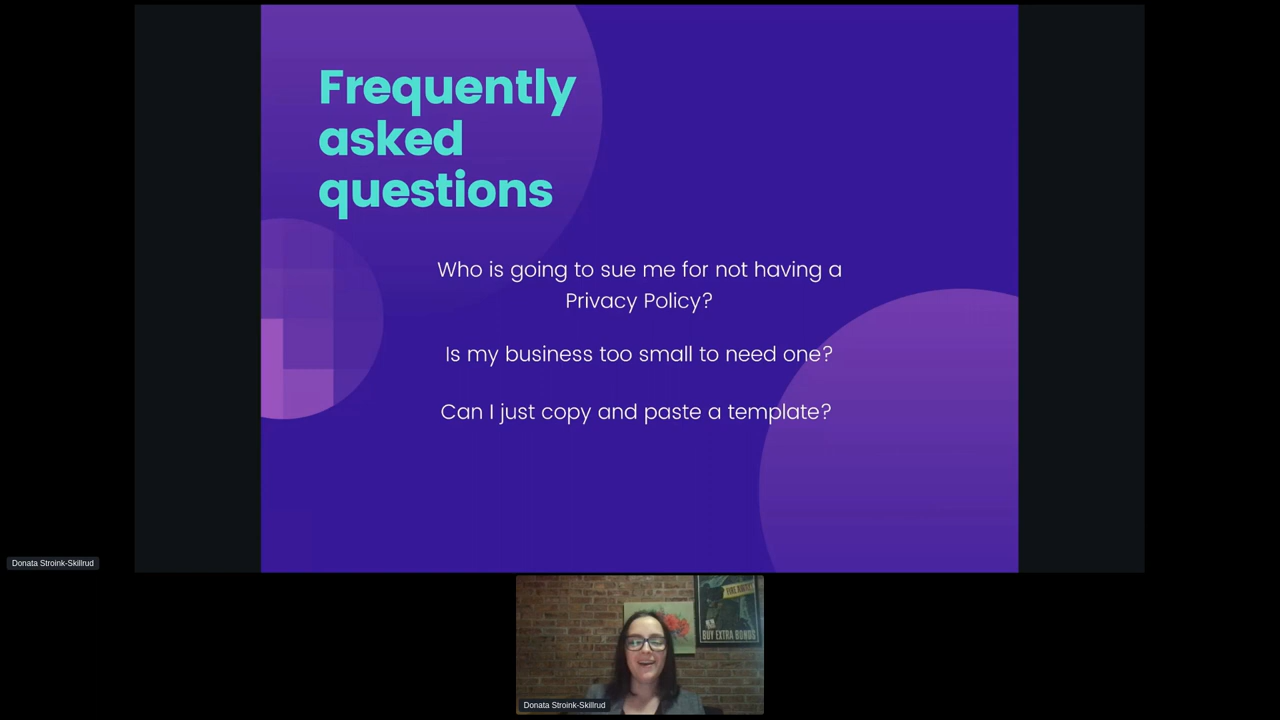 Frequently
asked
questions
Who is going to sue me for not having a
Privacy Policy?
Is my business too small to need one?
Can I just copy and paste a template?
Donata Stroink-Skillrud
BUY EXTRA BONDS
Donata Stroink-Skillrud